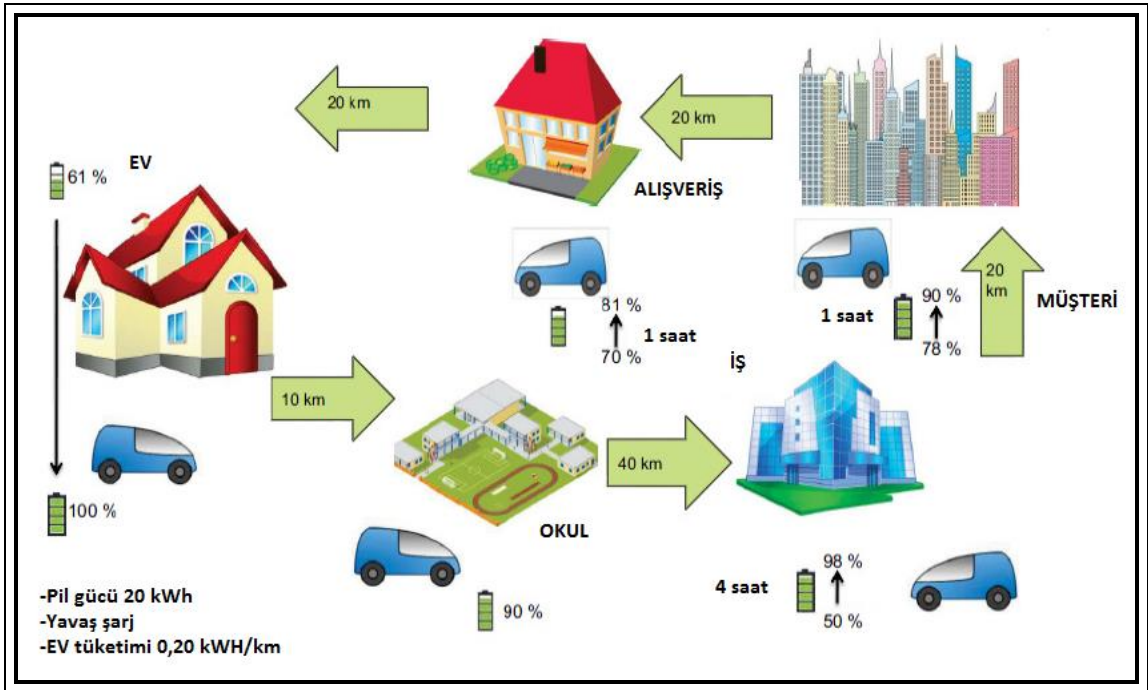 20 km
20 km
EV
61 %
ALIŞVERİŞ
20
km
MÜŞTERİ
81 %
1 saat
70 %
1 saat
90 %
78 %
İŞ
10 km
40 km
OKUL
100 %
90 %
4 saat
98 %
50 %
-Pil gücü 20 kWh
-Yavaş şarj
-EV tüketimi 0,20 kWH/km